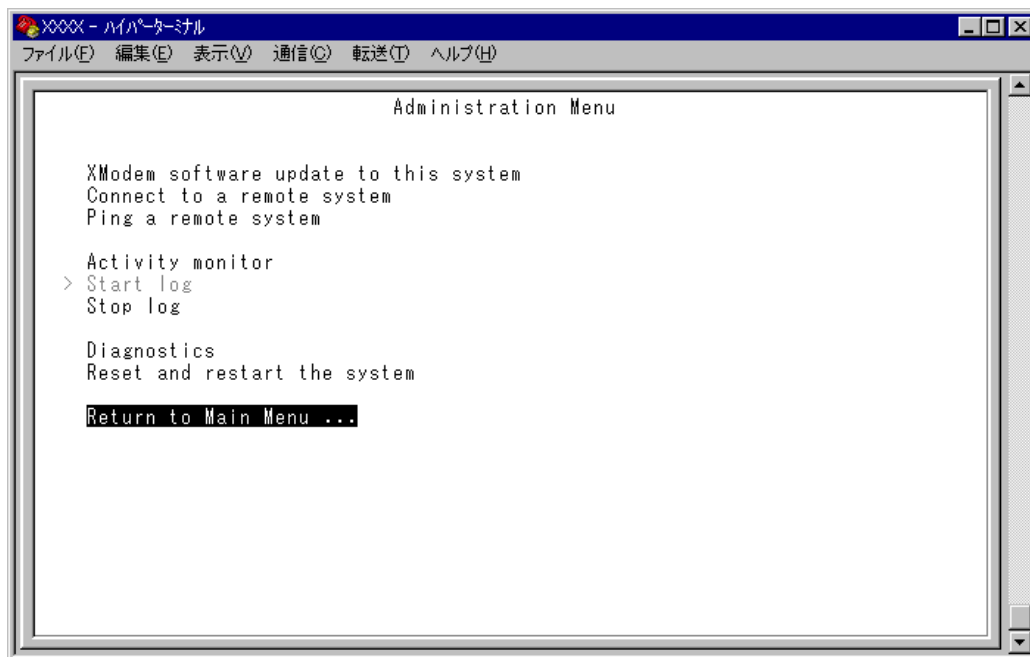 XXXX - ﾊｲﾊﾟｰﾀｰﾐﾅﾙ
ファイル(F) 編集(E) 表示(V) 通信(C) 転送(T) ヘルプ(H)
Administration Menu
XModem software update to this system
Connect to a remote system
Ping a remote system
Activity monitor
> Start log
Stop log
Diagnostics
Reset and restart the system
Return to Main Menu ...